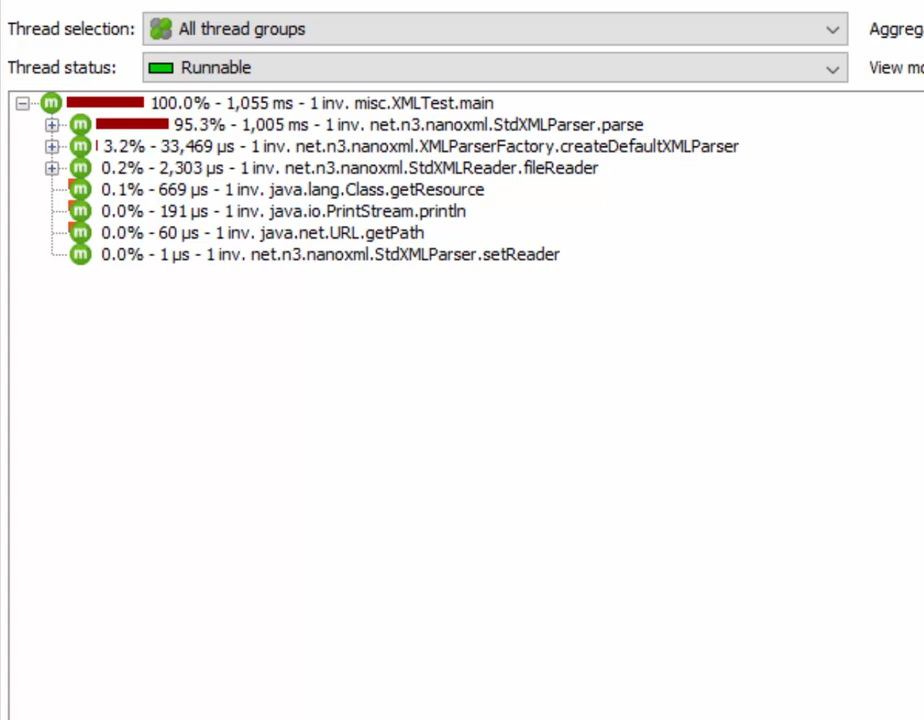 Thread selection: All thread groups Aggrega
Thread status: Runnable View mo
m 100.0% - 1,055 ms - 1 inv. misc.XMLTest.main
m 95.3% - 1,005 ms - 1 inv. net.n3.nanoxml.StdXMLParser.parse
m 3.2% - 33,469 µs - 1 inv. net.n3.nanoxml.XMLParserFactory.createDefaultXMLParser
m 0.2% - 2,303 µs - 1 inv. net.n3.nanoxml.StdXMLReader.fileReader
m 0.1% - 669 µs - 1 inv. java.lang.Class.getResource
m 0.0% - 191 µs - 1 inv. java.io.PrintStream.println
m 0.0% - 60 µs - 1 inv. java.net.URL.getPath
m 0.0% - 1 µs - 1 inv. net.n3.nanoxml.StdXMLParser.setReader